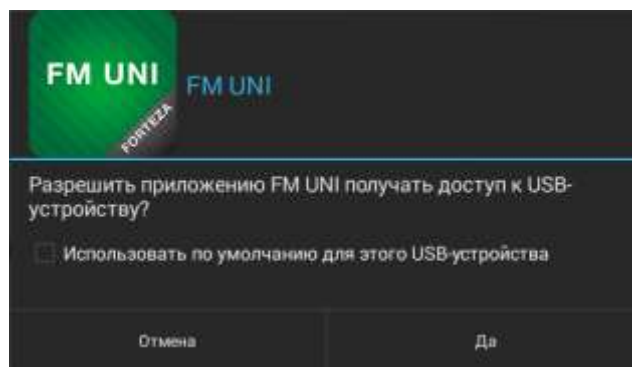 FM UNI
FORTEZA
FM UNI
Разрешить приложению FM UNI получать доступ к USB-
устройству?
Использовать по умолчанию для этого USB-устройства
Отмена
Да